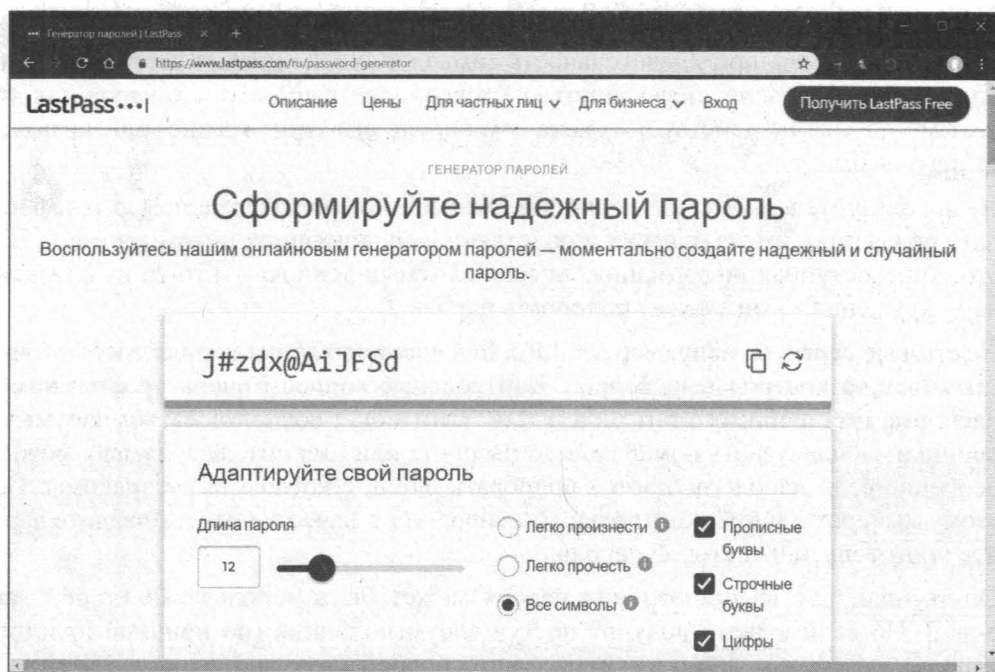 Генератор паролей | LastPass
https://www.lastpass.com/ru/password-generator
LastPass
Описание Цены Для частных лиц Для бизнеса Вход Получить LastPass Free
ГЕНЕРАТОР ПАРОЛЕЙ
Сформируйте надежный пароль
Воспользуйтесь нашим онлайновым генератором паролей — моментально создайте надежный и случайный
пароль.
j#zdx@A1JFSd
Адаптируйте свой пароль
Длина пароля
12
Легко произнести
Легко прочесть
Все символы
Прописные
буквы
Строчные
буквы
Цифры